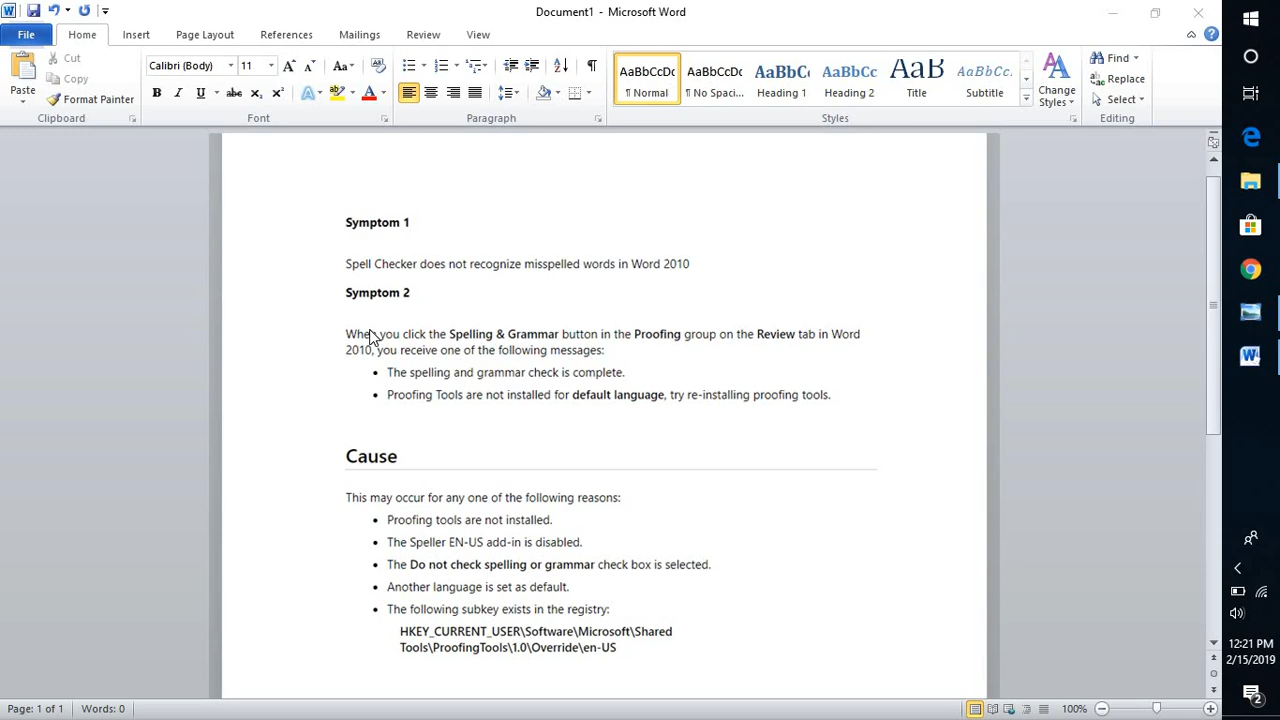 Document1 - Microsoft Word
File Home Insert Page Layout References Mailings Review View
Paste
Cut
Copy
Format Painter
Clipboard
Calibri (Body) 11
Font
Paragraph
AaBbCcDc AaBbCcDc AaBbCc AaBbCc AaB AaBbCcDc
¶ Normal ¶ No Spaci... Heading 1 Heading 2 Title Subtitle
Change
Styles
Styles
Find
Replace
Select
Editing
Symptom 1
Spell Checker does not recognize misspelled words in Word 2010
Symptom 2
When you click the Spelling & Grammar button in the Proofing group on the Review tab in Word
2010, you receive one of the following messages:
• The spelling and grammar check is complete.
• Proofing Tools are not installed for default language, try re-installing proofing tools.
Cause
This may occur for any one of the following reasons:
• Proofing tools are not installed.
• The Speller EN-US add-in is disabled.
• The Do not check spelling or grammar check box is selected.
• Another language is set as default.
• The following subkey exists in the registry:
HKEY_CURRENT_USER\Software\Microsoft\Shared
Tools\ProofingTools\1.0\Override\en-US
Page: 1 of 1 Words: 0
100%
12:21 PM
2/15/2019
2